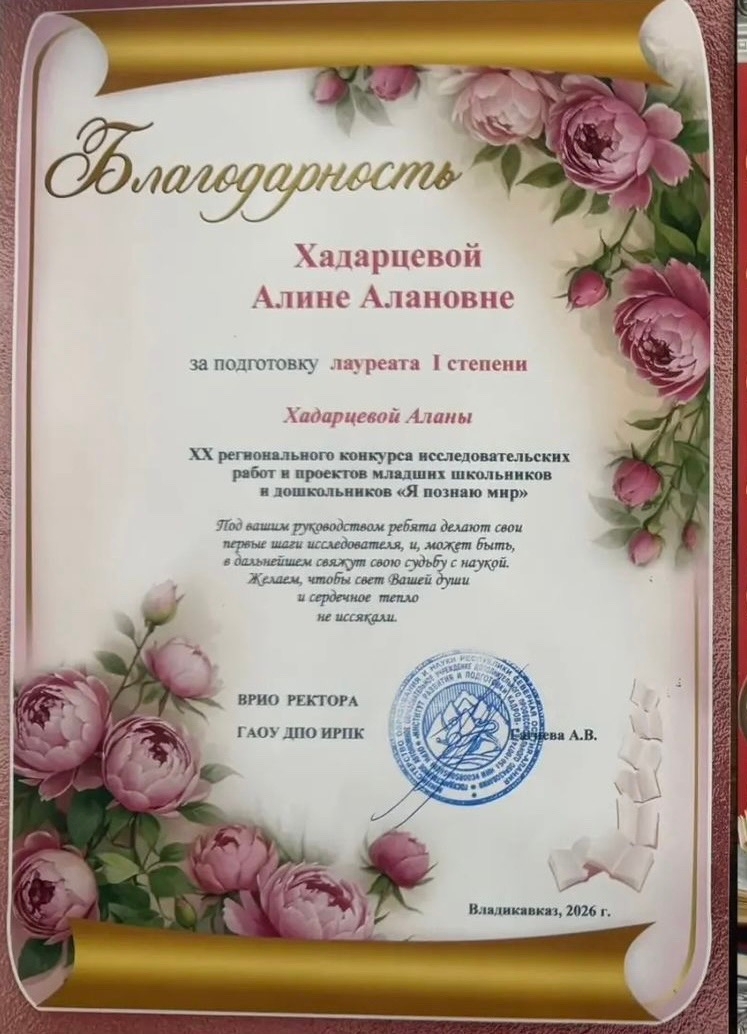 Благодарность
Хадарцевой
Алине Алановне
за подготовку лауреата I степени
Хадарцевой Аланы
XX регионального конкурса исследовательских
работ и проектов младших школьников
и дошкольников «Я познаю мир»
Под вашим руководством ребята делают свои
первые шаги исследователя, и, может быть,
в дальнейшем свяжут свою судьбу с наукой.
Желаем, чтобы свет Вашей души
и сердечное тепло
не иссякали.
ВРИО РЕКТОРА
ГАОУ ДПО ИРПК
А.В.
Владикавказ, 2026 г.